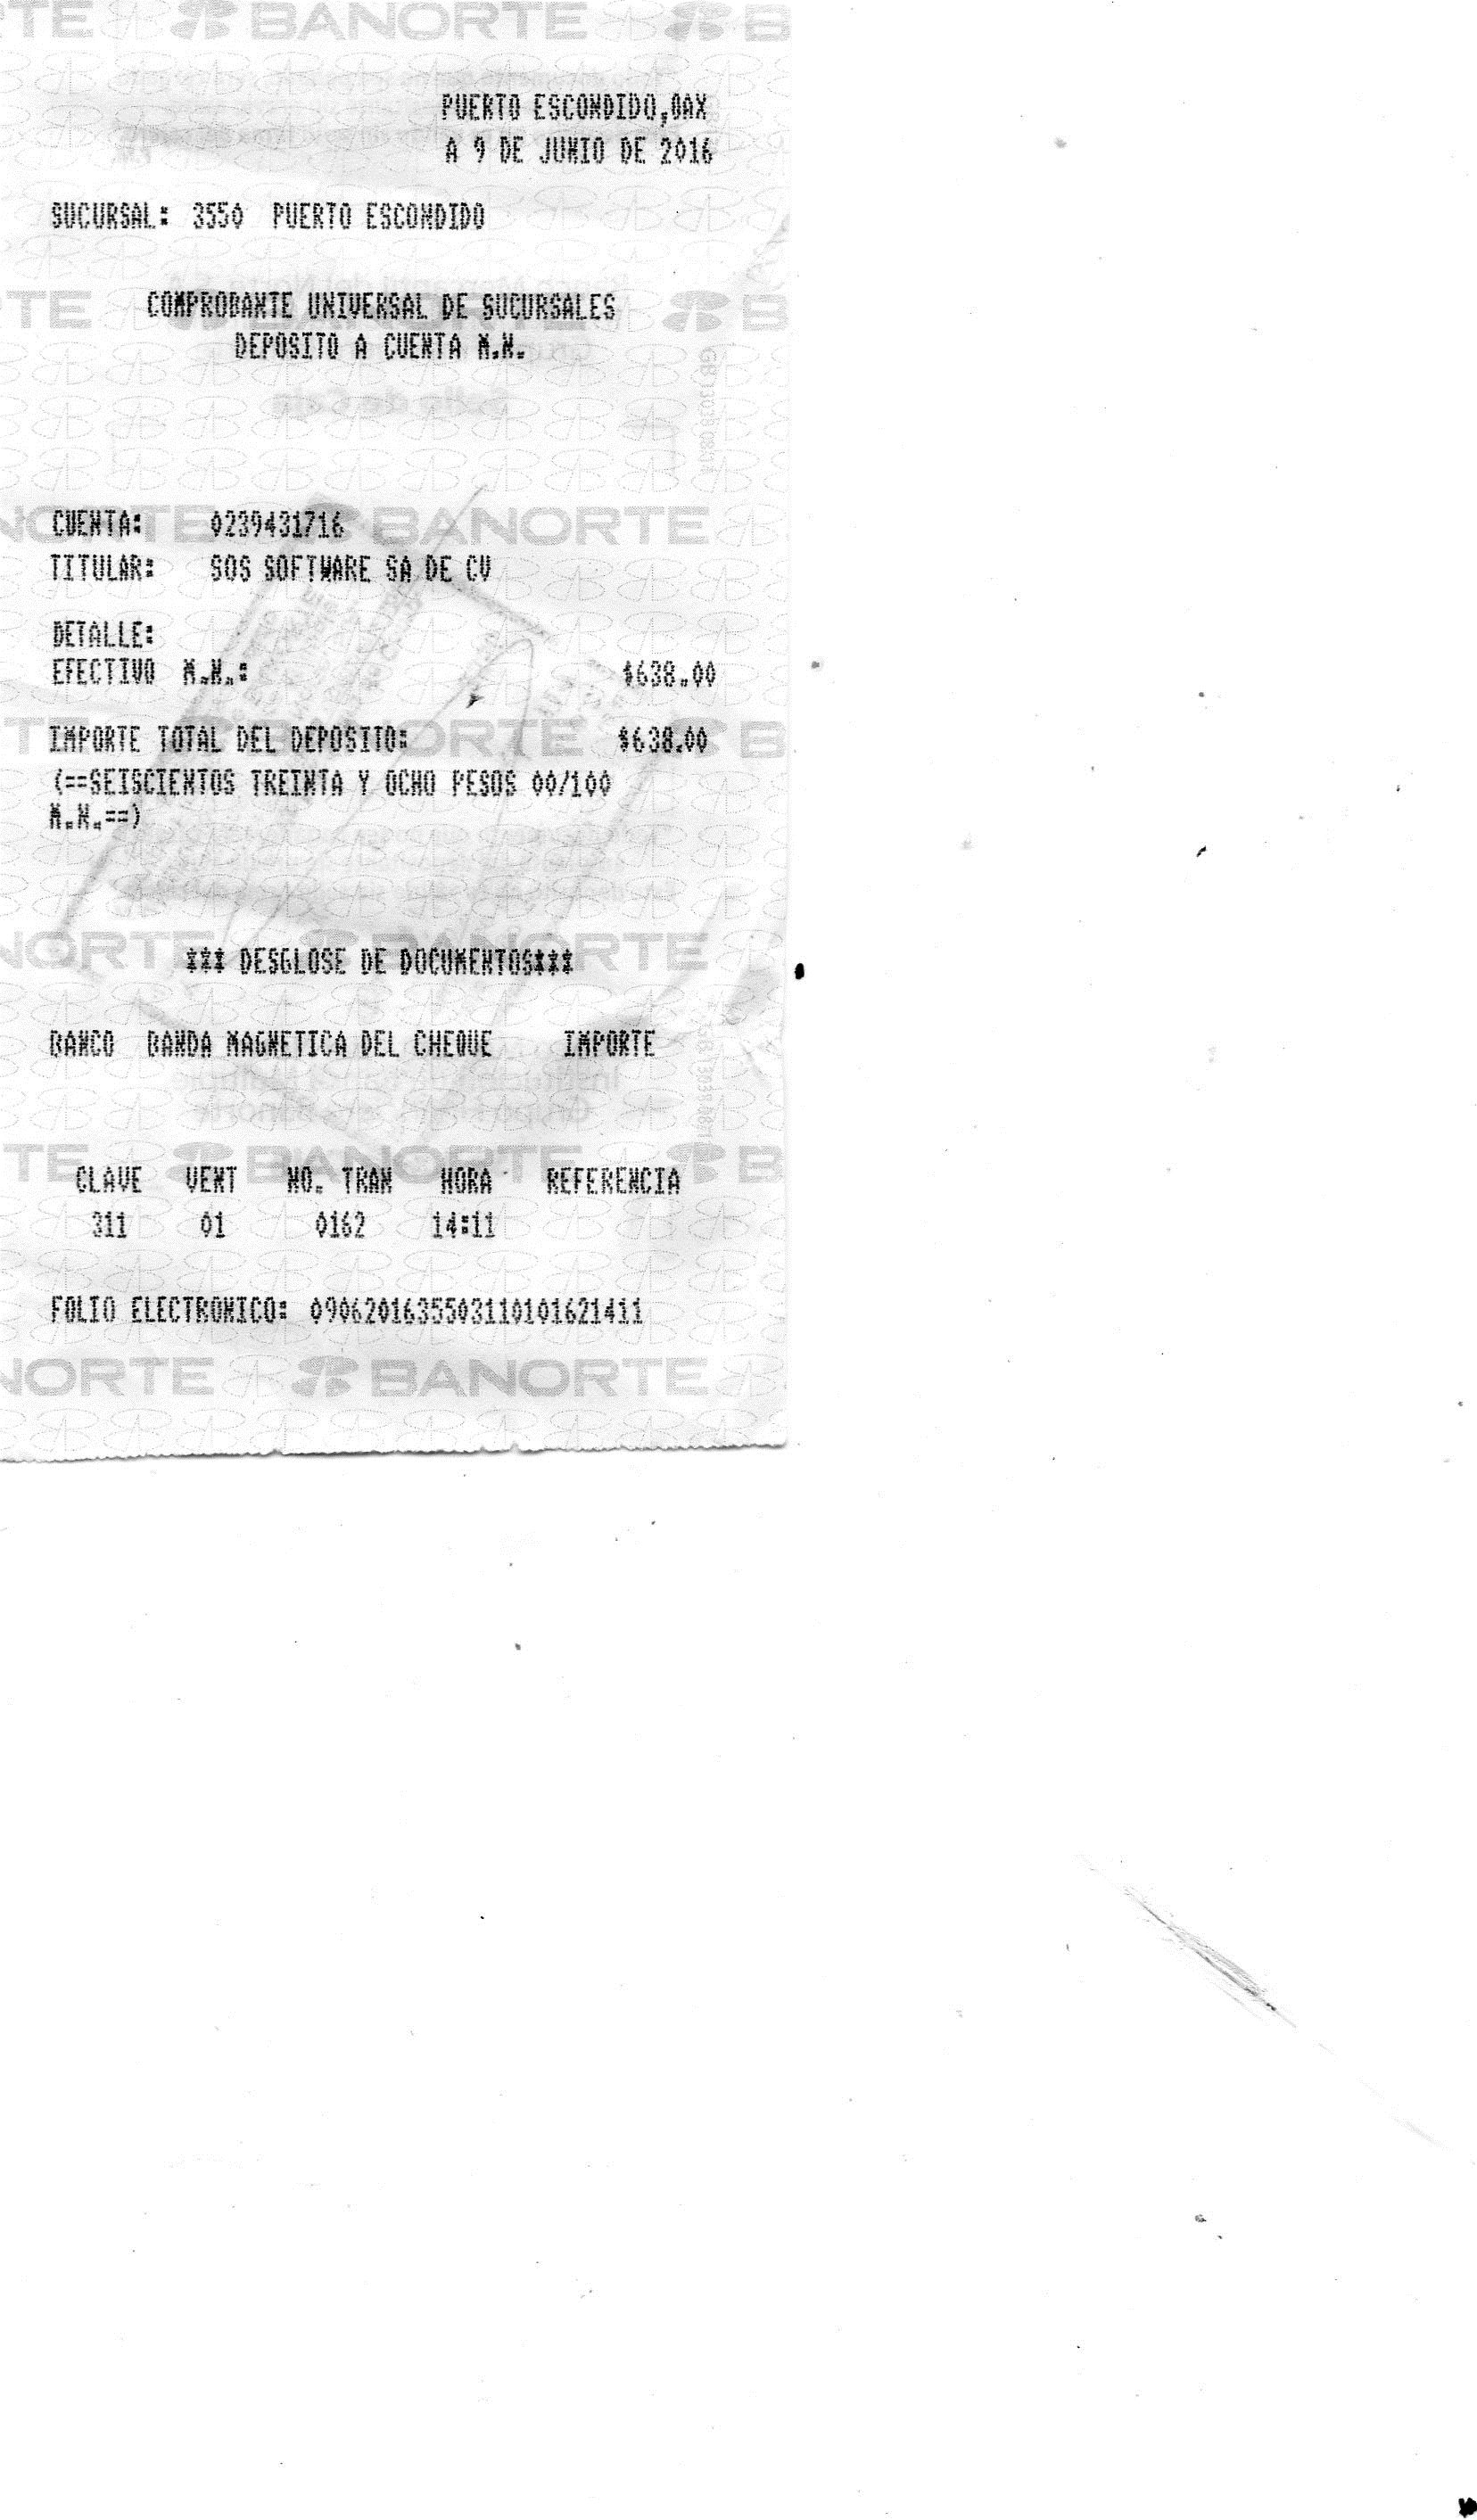 BANORTE
PUERTO ESCONDIDO,OAX
A 9 DE JUNIO DE 2016
SUCURSAL: 3550 PUERTO ESCONDIDO
COMPROBANTE UNIVERSAL DE SUCURSALES
DEPOSITO A CUENTA M.N.
BANORTE
CUENTA: 0239431716
TITULAR: SOS SOFTWARE SA DE CV
DETALLE:
EFECTIVO M.N.: $638.00
IMPORTE TOTAL DEL DEPOSITO: $638.00
(==SEISCIENTOS TREINTA Y OCHO PESOS 00/100
M.N.==)
*** DESGLOSE DE DOCUMENTOS***
BANCO BANDA MAGNETICA DEL CHEQUE IMPORTE
BANORTE
CLAVE VENT NO. TRAN HORA REFERENCIA
311 01 0162 14:11
FOLIO ELECTRONICO: 0906201635503110101621411
BANORTE